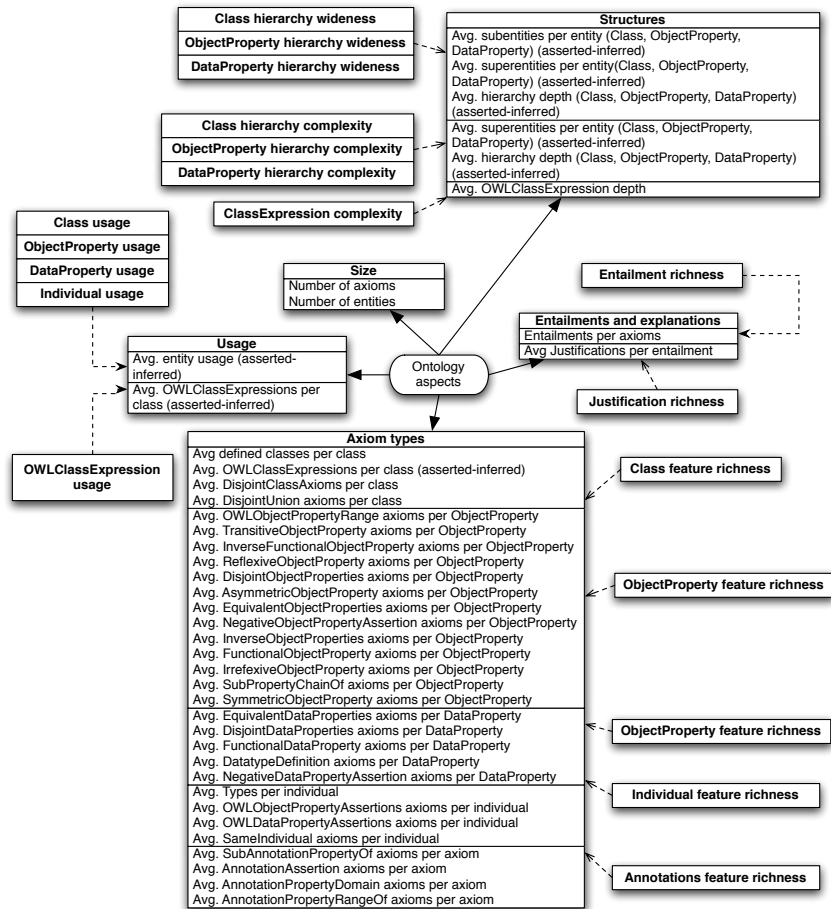 Class hierarchy wideness
ObjectProperty hierarchy wideness
DataProperty hierarchy wideness
Structures
Avg. subentities per entity (Class, ObjectProperty,
DataProperty) (asserted-inferred)
Avg. superentities per entity(Class, ObjectProperty,
DataProperty) (asserted-inferred)
Avg. hierarchy depth (Class, ObjectProperty, DataProperty)
(asserted-inferred)
Class hierarchy complexity
ObjectProperty hierarchy complexity
DataProperty hierarchy complexity
Avg. superentities per entity (Class, ObjectProperty,
DataProperty) (asserted-inferred)
Avg. hierarchy depth (Class, ObjectProperty, DataProperty)
(asserted-inferred)
Avg. OWLClassExpression depth
ClassExpression complexity
Class usage
ObjectProperty usage
DataProperty usage
Individual usage
Size
Number of axioms
Number of entities
Entailment richness
Entailments and explanations
Entailments per axioms
Avg Justifications per entailment
Usage
Avg. entity usage (asserted-
inferred)
Avg. OWLClassExpressions per
class (asserted-inferred)
Ontology
aspects
Justification richness
OWLClassExpression
usage
Axiom types
Avg defined classes per class
Avg. OWLClassExpressions per class (asserted-inferred)
Avg. DisjointClassAxioms per class
Avg. DisjointUnion axioms per class
Class feature richness
Avg. OWLObjectPropertyRange axioms per ObjectProperty
Avg. TransitiveObjectProperty axioms per ObjectProperty
Avg. InverseFunctionalObjectProperty axioms per ObjectProperty
Avg. ReflexiveObjectProperty axioms per ObjectProperty
Avg. DisjointObjectProperties axioms per ObjectProperty
Avg. AsymmetricObjectProperty axioms per ObjectProperty
Avg. EquivalentObjectProperties axioms per ObjectProperty
Avg. NegativeObjectPropertyAssertion axioms per ObjectProperty
Avg. InverseObjectProperties axioms per ObjectProperty
Avg. FunctionalObjectProperty axioms per ObjectProperty
Avg. IrrefexiveObjectProperty axioms per ObjectProperty
Avg. SubPropertyChainOf axioms per ObjectProperty
Avg. SymmetricObjectProperty axioms per ObjectProperty
ObjectProperty feature richness
Avg. EquivalentDataProperties axioms per DataProperty
Avg. DisjointDataProperties axioms per DataProperty
Avg. FunctionalDataProperty axioms per DataProperty
Avg. DatatypeDefinition axioms per DataProperty
Avg. NegativeDataPropertyAssertion axioms per DataProperty
ObjectProperty feature richness
Avg. Types per individual
Avg. OWLObjectPropertyAssertions axioms per individual
Avg. OWLDataPropertyAssertions axioms per individual
Avg. SameIndividual axioms per individual
Individual feature richness
Avg. SubAnnotationPropertyOf axioms per axiom
Avg. AnnotationAssertion axioms per axiom
Avg. AnnotationPropertyDomain axioms per axiom
Avg. AnnotationPropertyRangeOf axioms per axiom
Annotations feature richness